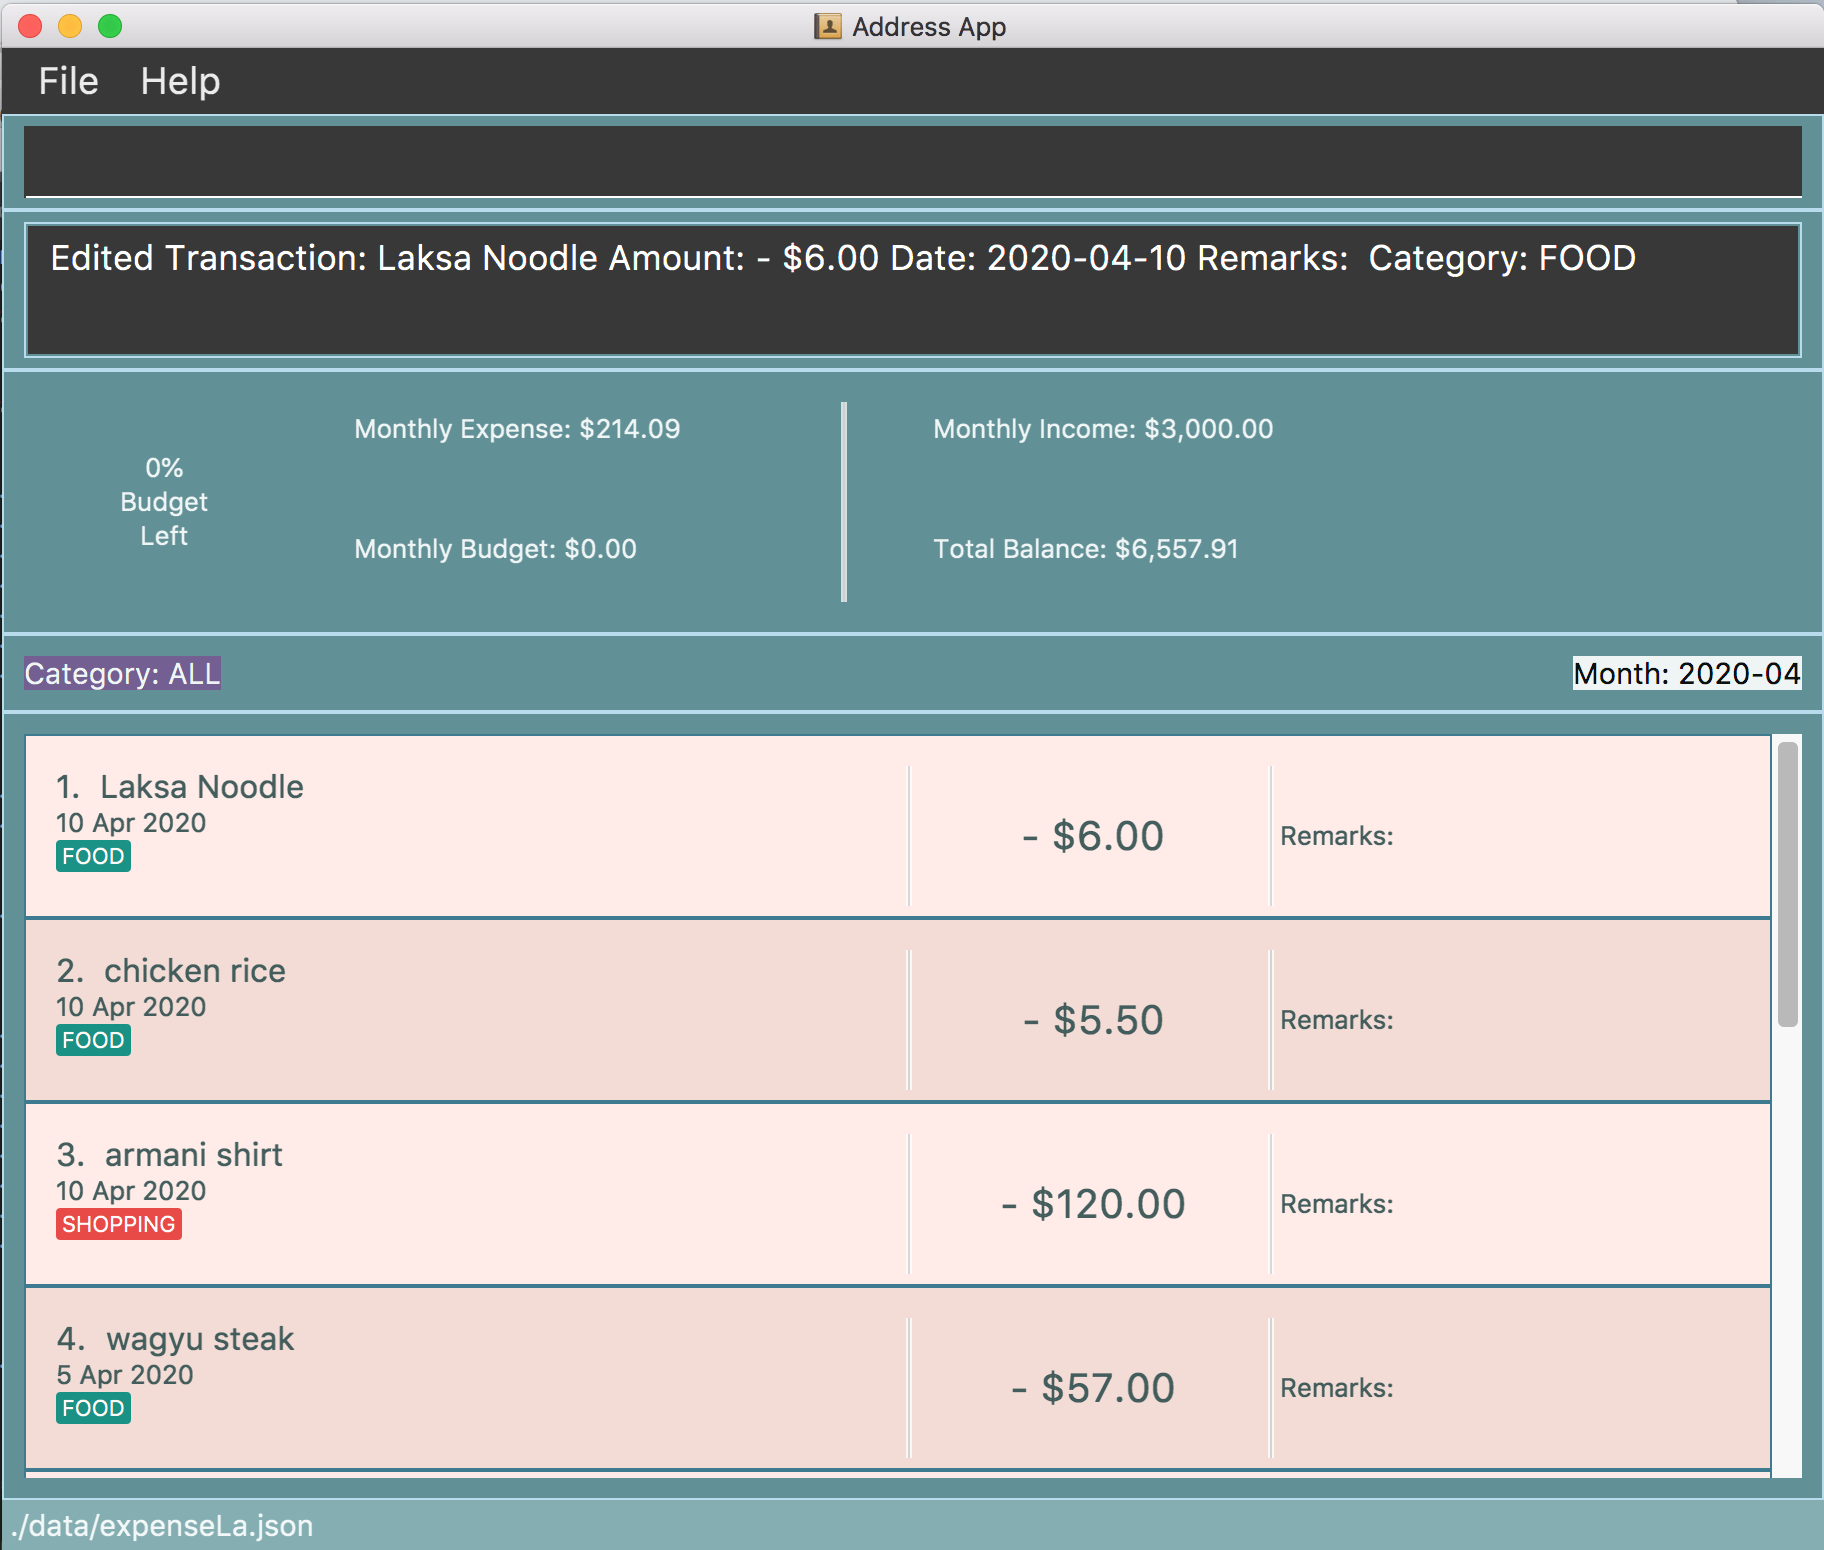 Address App
File Help
Edited Transaction: Laksa Noodle Amount: - $6.00 Date: 2020-04-10 Remarks:  Category: FOOD
0%
Budget
Left
Monthly Expense: $214.09
Monthly Budget: $0.00
Monthly Income: $3,000.00
Total Balance: $6,557.91
Category: ALL
Month: 2020-04
1. Laksa Noodle
10 Apr 2020
FOOD
- $6.00
Remarks:
2. chicken rice
10 Apr 2020
FOOD
- $5.50
Remarks:
3. armani shirt
10 Apr 2020
SHOPPING
- $120.00
Remarks:
4. wagyu steak
5 Apr 2020
FOOD
- $57.00
Remarks:
./data/expenseLa.json